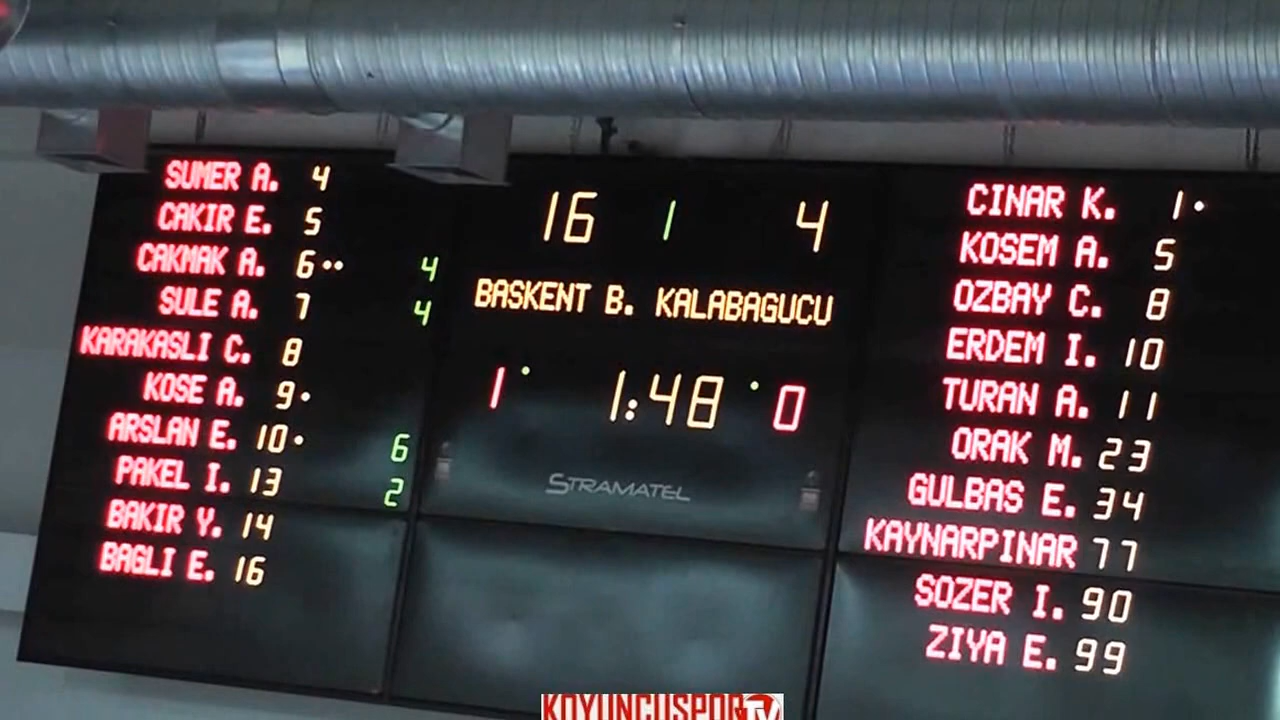 SUMER A. 4
CAKIR E. 5
CAKMAK A. 6•• 4
SULE A. 7 4
KARAKASLI C. 8
KOSE A. 9•
ARSLAN E. 10• 6
PAKEL I. 13 2
BAKIR Y. 14
BAGLI E. 16
16 1 4
BASKENT B. KALABAGUCU
1• 1:48 •0
STRAMATEL
CINAR K. 1•
KOSEM A. 5
OZBAY C. 8
ERDEM I. 10
TURAN A. 11
ORAK M. 23
GULBAS E. 34
KAYNARPINAR 77
SOZER I. 90
ZIYA E. 99
KOYUNCUSPOR TV